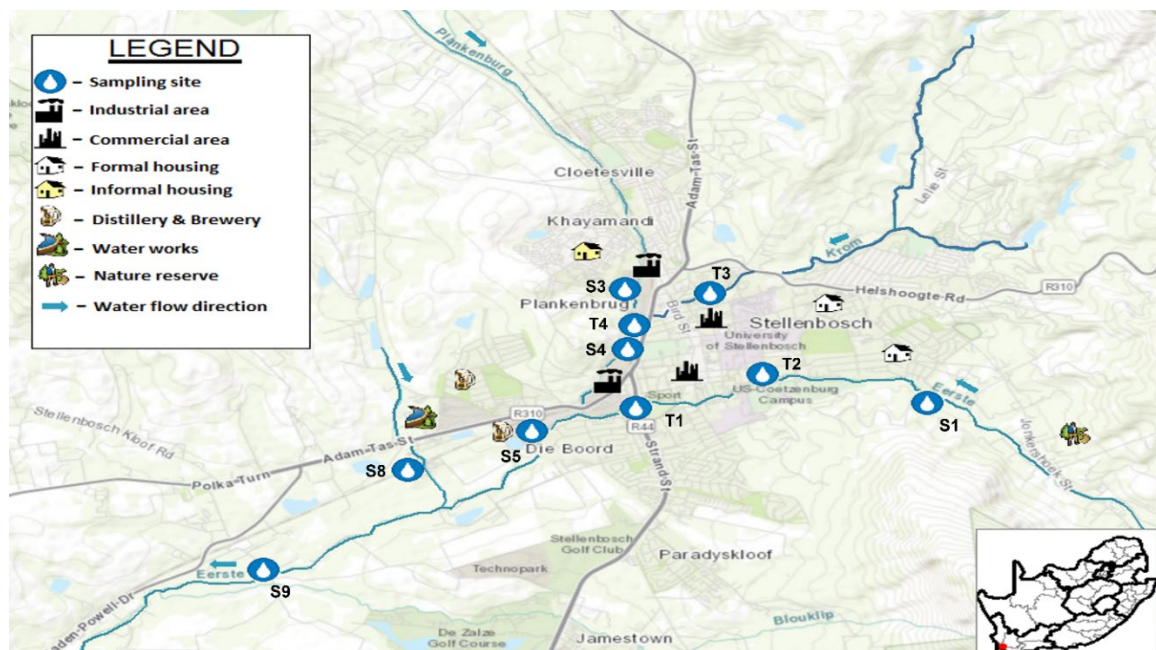 LEGEND
– Sampling site
– Industrial area
– Commercial area
– Formal housing
– Informal housing
– Distillery & Brewery
– Water works
– Nature reserve
– Water flow direction
Plankenburg
Cloetesville
Adam-Tas-St
Khayamandi
Lelie St
Krom
S3
T3
Helshoogte-Rd
R310
Plankenbrug
Bird St
T4
Stellenbosch
University
of Stellenbosch
S4
T2
Sport
US-Coetzenburg
Campus
Eerste
S1
T1
R310
R44
Stellenbosch Kloof Rd
Adam-Tas-St
S5
Die Boord
Strand-St
Jonkershoek St
S8
Polka-Turn
Stellenbosch
Golf Club
Paradyskloof
Technopark
Eerste
S9
aden-Powell-Dr
Blouklip
De Zalze
Golf Course
Jamestown